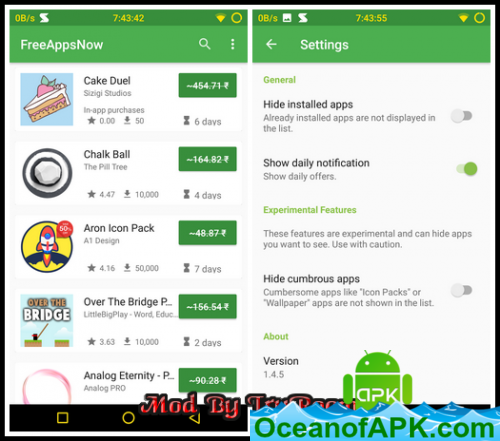 0B/s
7:43:42
FreeAppsNow
Cake Duel
Sizigi Studios
~454.71 ₹
In-app purchases
0.00 50
6 days
Chalk Ball
The Pill Tree
~164.82 ₹
4.47 10,000
4 days
60%
Aron Icon Pack
A1 Design
~48.87 ₹
4.16 50,000
7 days
OVER THE
BRIDGE
Over The Bridge P...
LittleBigPlay - Word, Educ...
~156.54 ₹
3.63 10,000
2 days
Analog Eternity - P...
Analog PRO
~90.28 ₹
0B/s
7:43:55
Settings
General
Hide installed apps
Already installed apps are not displayed in
the list.
Show daily notification
Show daily offers.
Experimental Features
These features are experimental and can hide apps
you want to see. Use with caution.
Hide cumbrous apps
Cumbersome apps like "Icon Packs" or
"Wallpaper" apps are not shown in the list.
About
Version
1.4.5
Mod By
APK
OceanofAPK.com